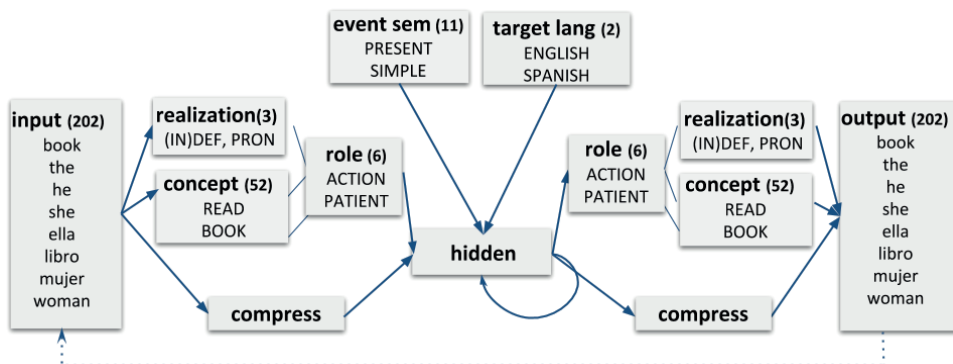 event sem (11)
PRESENT
SIMPLE
target lang (2)
ENGLISH
SPANISH
input (202)
book
the
he
she
ella
libro
mujer
woman
realization(3)
(IN)DEF, PRON
concept (52)
READ
BOOK
role (6)
ACTION
PATIENT
compress
hidden
role (6)
ACTION
PATIENT
realization(3)
(IN)DEF, PRON
concept (52)
READ
BOOK
compress
output (202)
book
the
he
she
ella
libro
mujer
woman